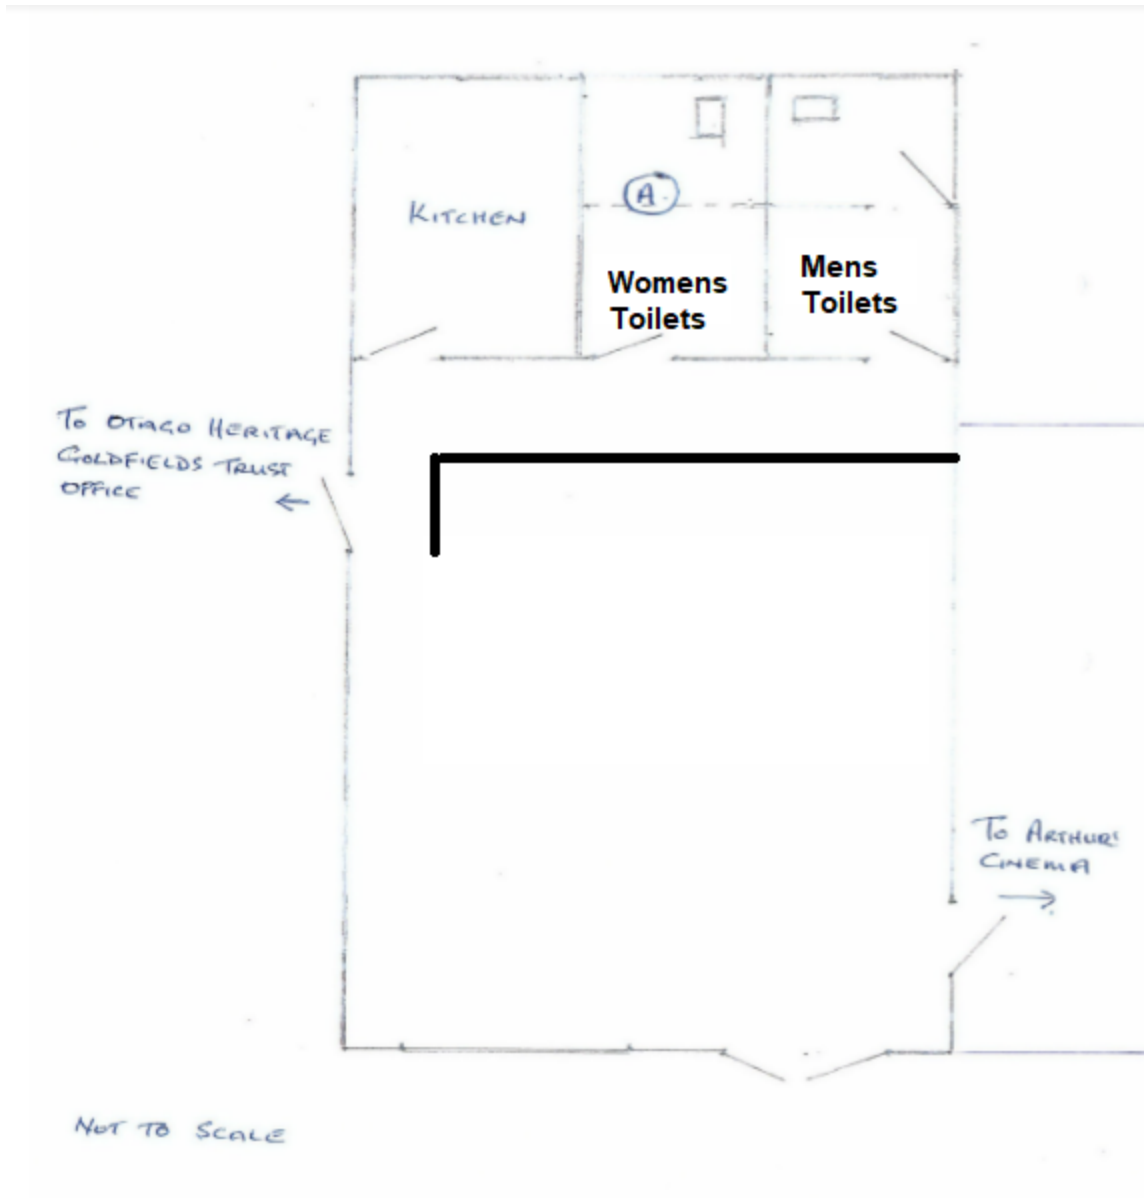 KITCHEN
A
Womens
Toilets
Mens
Toilets
To OTAGO HERITAGE
GOLDFIELDS TRUST
OFFICE
To ARTHUR'
CINEMA
NOT TO SCALE